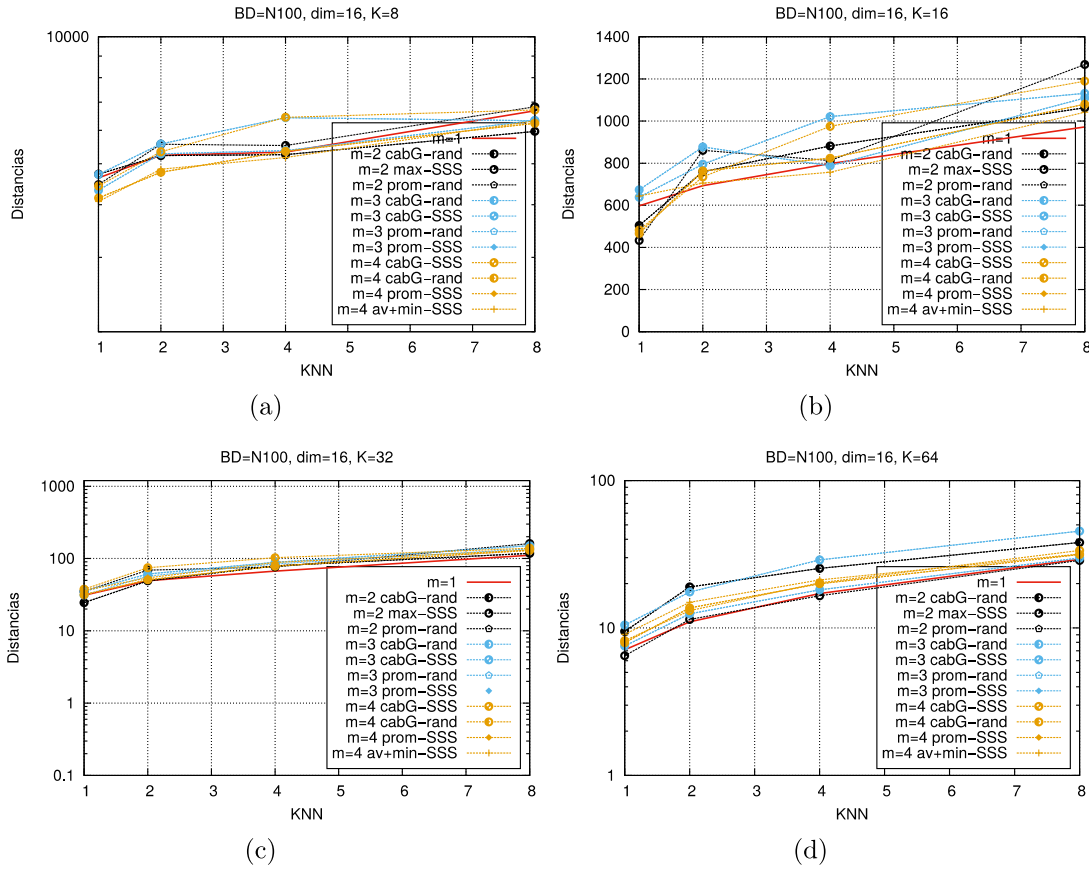 BD=N100, dim=16, K=8
10000
Distancias
m=1
m=2 cabG-rand
m=2 max-SSS
m=2 prom-rand
m=3 cabG-rand
m=3 cabG-SSS
m=3 prom-rand
m=3 prom-SSS
m=4 cabG-SSS
m=4 cabG-rand
m=4 prom-SSS
m=4 av+min-SSS
1 2 3 4 5 6 7 8
KNN
(a)
BD=N100, dim=16, K=16
1400
1200
1000
800
600
400
200
0
Distancias
m=1
m=2 cabG-rand
m=2 max-SSS
m=2 prom-rand
m=3 cabG-rand
m=3 cabG-SSS
m=3 prom-rand
m=3 prom-SSS
m=4 cabG-SSS
m=4 cabG-rand
m=4 prom-SSS
m=4 av+min-SSS
1 2 3 4 5 6 7 8
KNN
(b)
BD=N100, dim=16, K=32
1000
100
10
1
0.1
Distancias
m=1
m=2 cabG-rand
m=2 max-SSS
m=2 prom-rand
m=3 cabG-rand
m=3 cabG-SSS
m=3 prom-rand
m=3 prom-SSS
m=4 cabG-SSS
m=4 cabG-rand
m=4 prom-SSS
m=4 av+min-SSS
1 2 3 4 5 6 7 8
KNN
(c)
BD=N100, dim=16, K=64
100
10
1
Distancias
m=1
m=2 cabG-rand
m=2 max-SSS
m=2 prom-rand
m=3 cabG-rand
m=3 cabG-SSS
m=3 prom-rand
m=3 prom-SSS
m=4 cabG-SSS
m=4 cabG-rand
m=4 prom-SSS
m=4 av+min-SSS
1 2 3 4 5 6 7 8
KNN
(d)